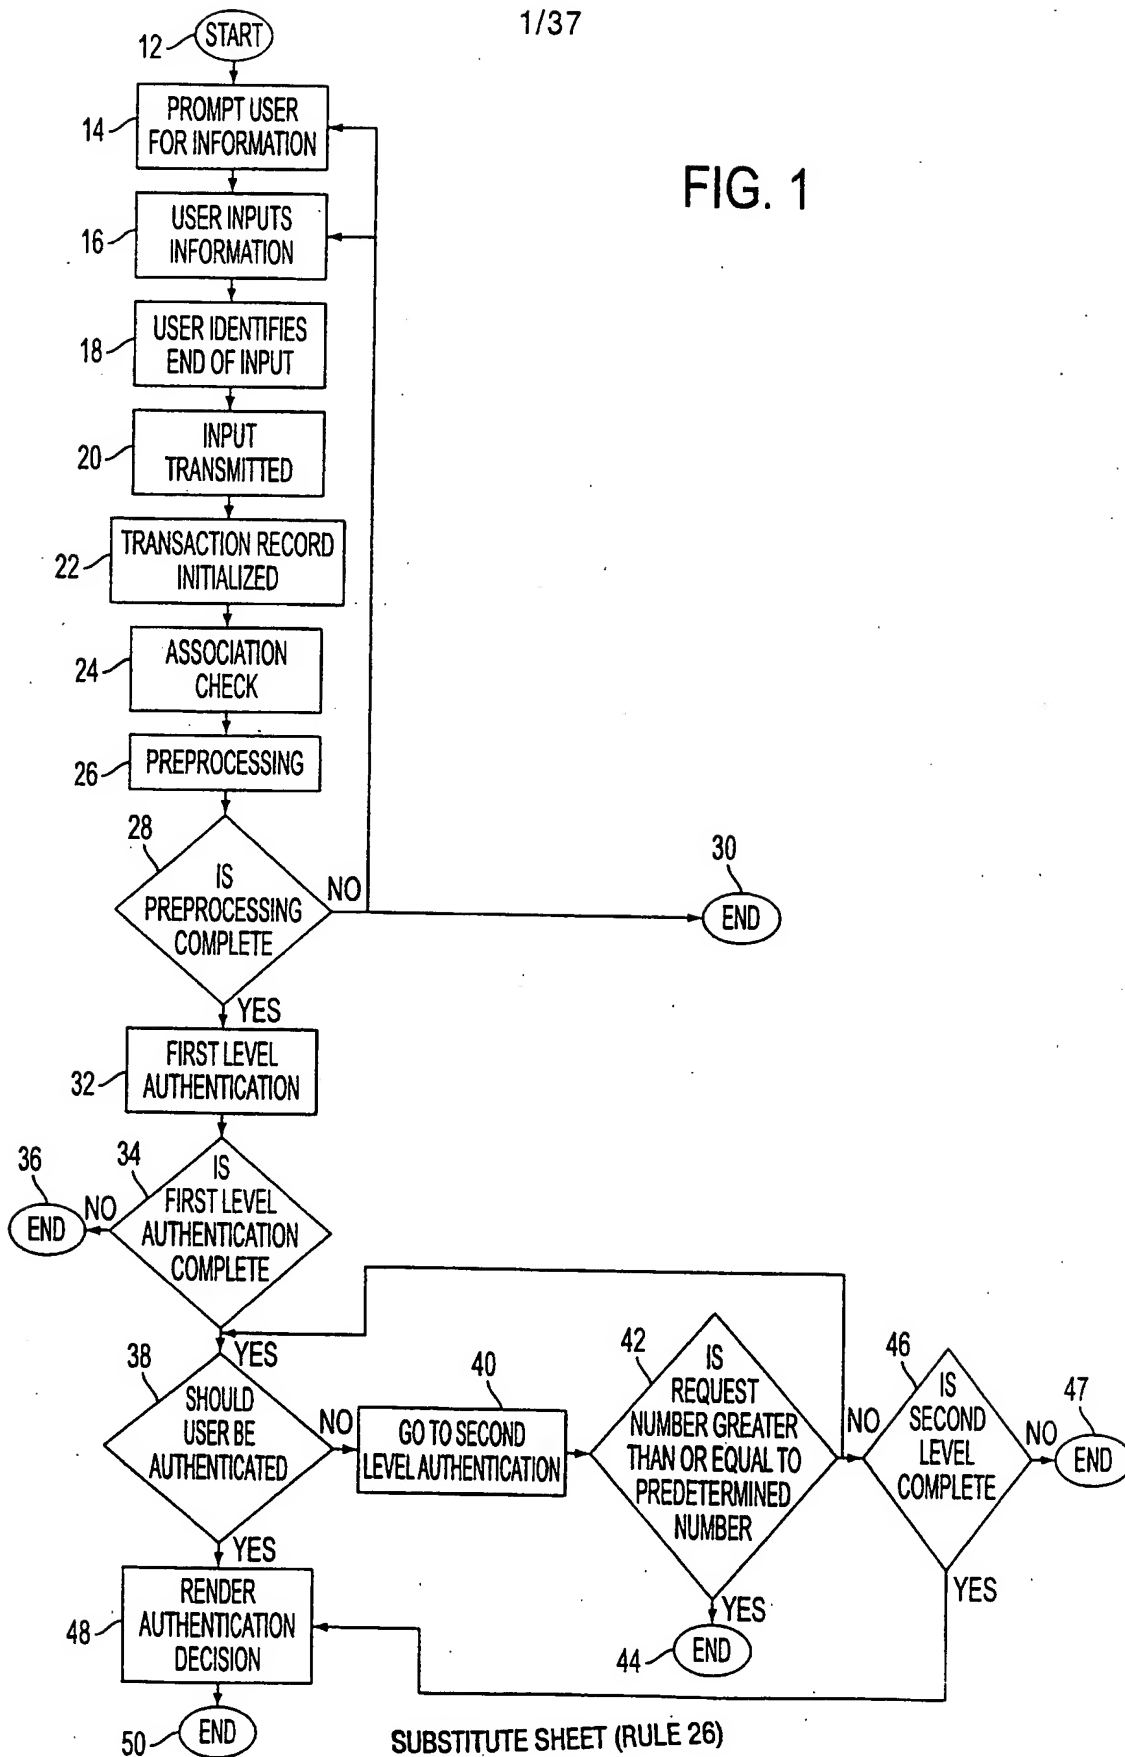 1/37
FIG. 1
12
START
14
PROMPT USER
FOR INFORMATION
16
USER INPUTS
INFORMATION
18
USER IDENTIFIES
END OF INPUT
20
INPUT
TRANSMITTED
22
TRANSACTION RECORD
INITIALIZED
24
ASSOCIATION
CHECK
26
PREPROCESSING
28
IS
PREPROCESSING
COMPLETE
NO
30
END
YES
32
FIRST LEVEL
AUTHENTICATION
34
IS
FIRST LEVEL
AUTHENTICATION
COMPLETE
NO
36
END
YES
38
SHOULD
USER BE
AUTHENTICATED
NO
40
GO TO SECOND
LEVEL AUTHENTICATION
42
IS
REQUEST
NUMBER GREATER
THAN OR EQUAL TO
PREDETERMINED
NUMBER
NO
YES
44
END
46
IS
SECOND
LEVEL
COMPLETE
NO
47
END
YES
YES
48
RENDER
AUTHENTICATION
DECISION
50
END
SUBSTITUTE SHEET (RULE 26)